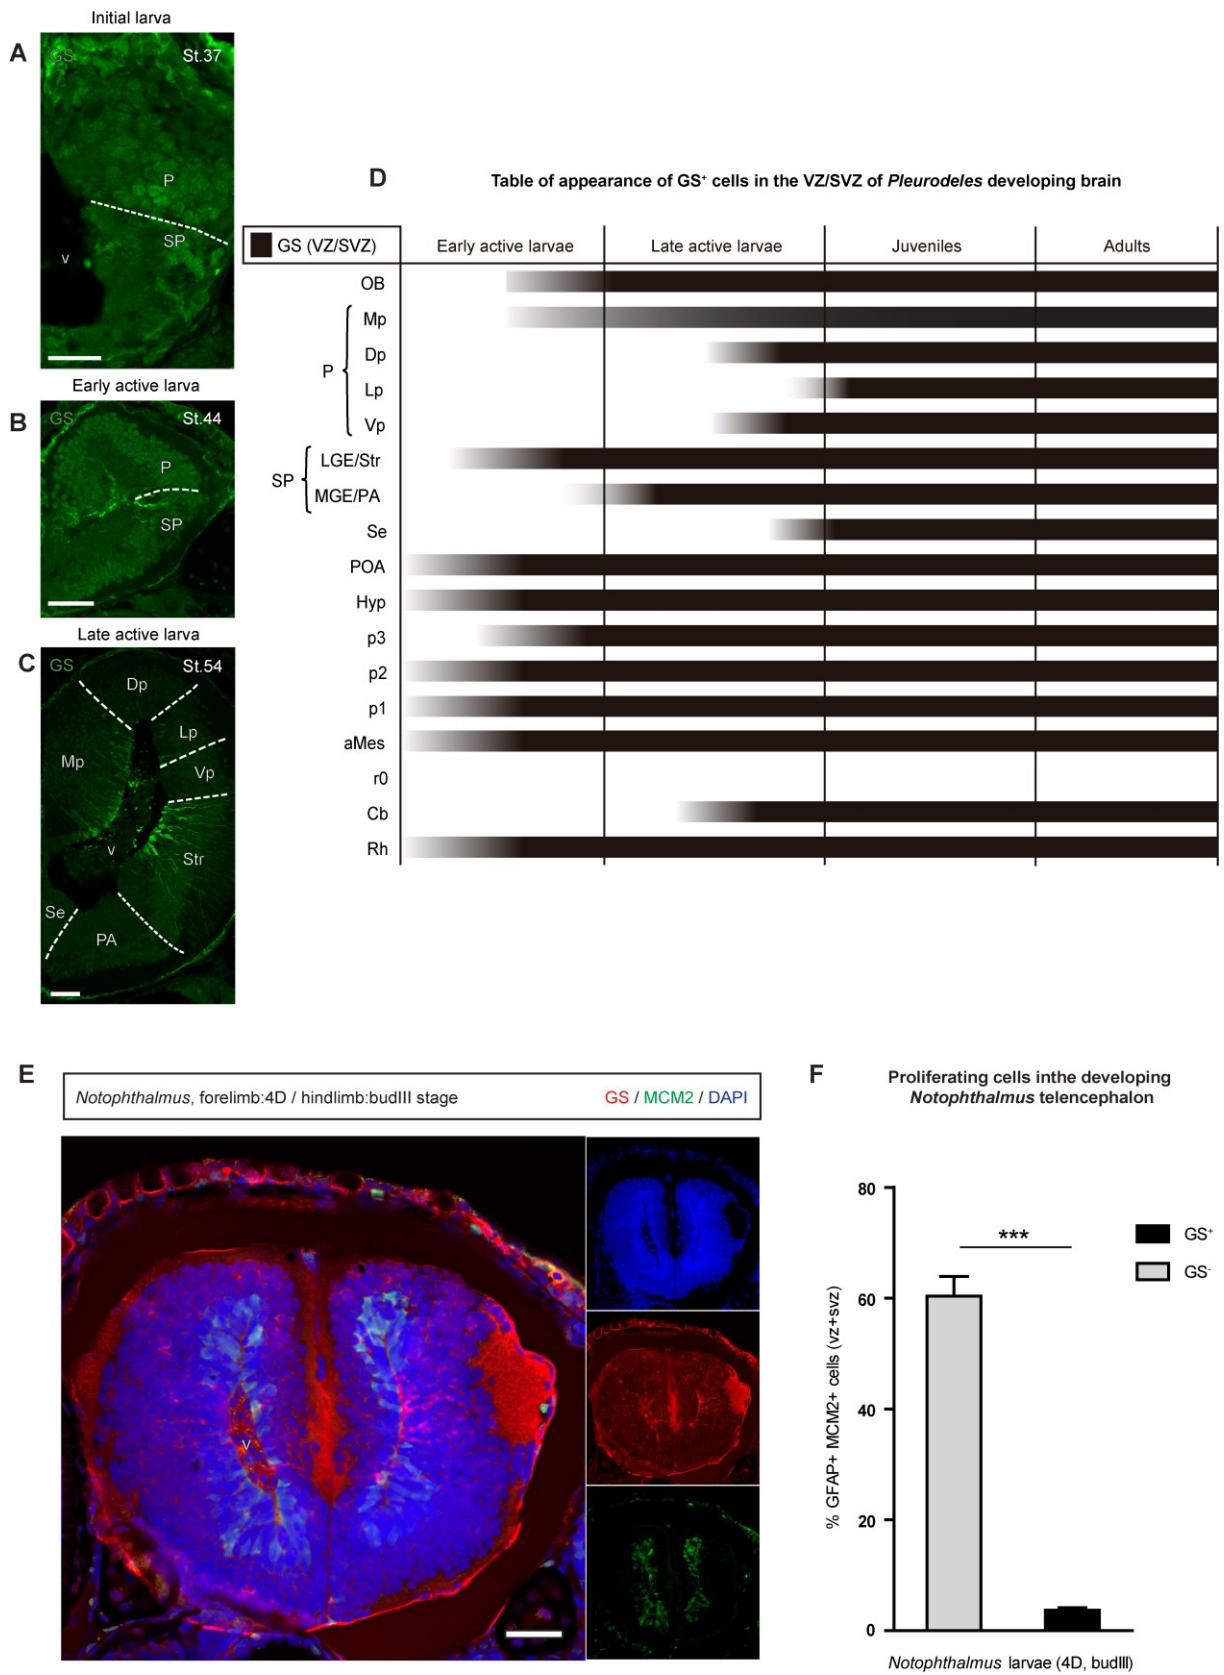 Initial larva
A
GS
St.37
P
SP
v
Early active larva
B
GS
St.44
P
SP
Late active larva
C
GS
St.54
Dp
Lp
Mp
Vp
v
Str
Se
PA
D
Table of appearance of GS⁺ cells in the VZ/SVZ of Pleurodeles developing brain
GS (VZ/SVZ)
Early active larvae
Late active larvae
Juveniles
Adults
OB
Mp
Dp
P
Lp
Vp
LGE/Str
SP
MGE/PA
Se
POA
Hyp
p3
p2
p1
aMes
r0
Cb
Rh
E
Notophthalmus, forelimb:4D / hindlimb:budIII stage
GS / MCM2 / DAPI
v
F
Proliferating cells inthe developing
Notophthalmus telencephalon
% GFAP+ MCM2+ cells (vz+svz)
80
60
40
20
0
***
GS⁺
GS⁻
Notophthalmus larvae (4D, budIII)